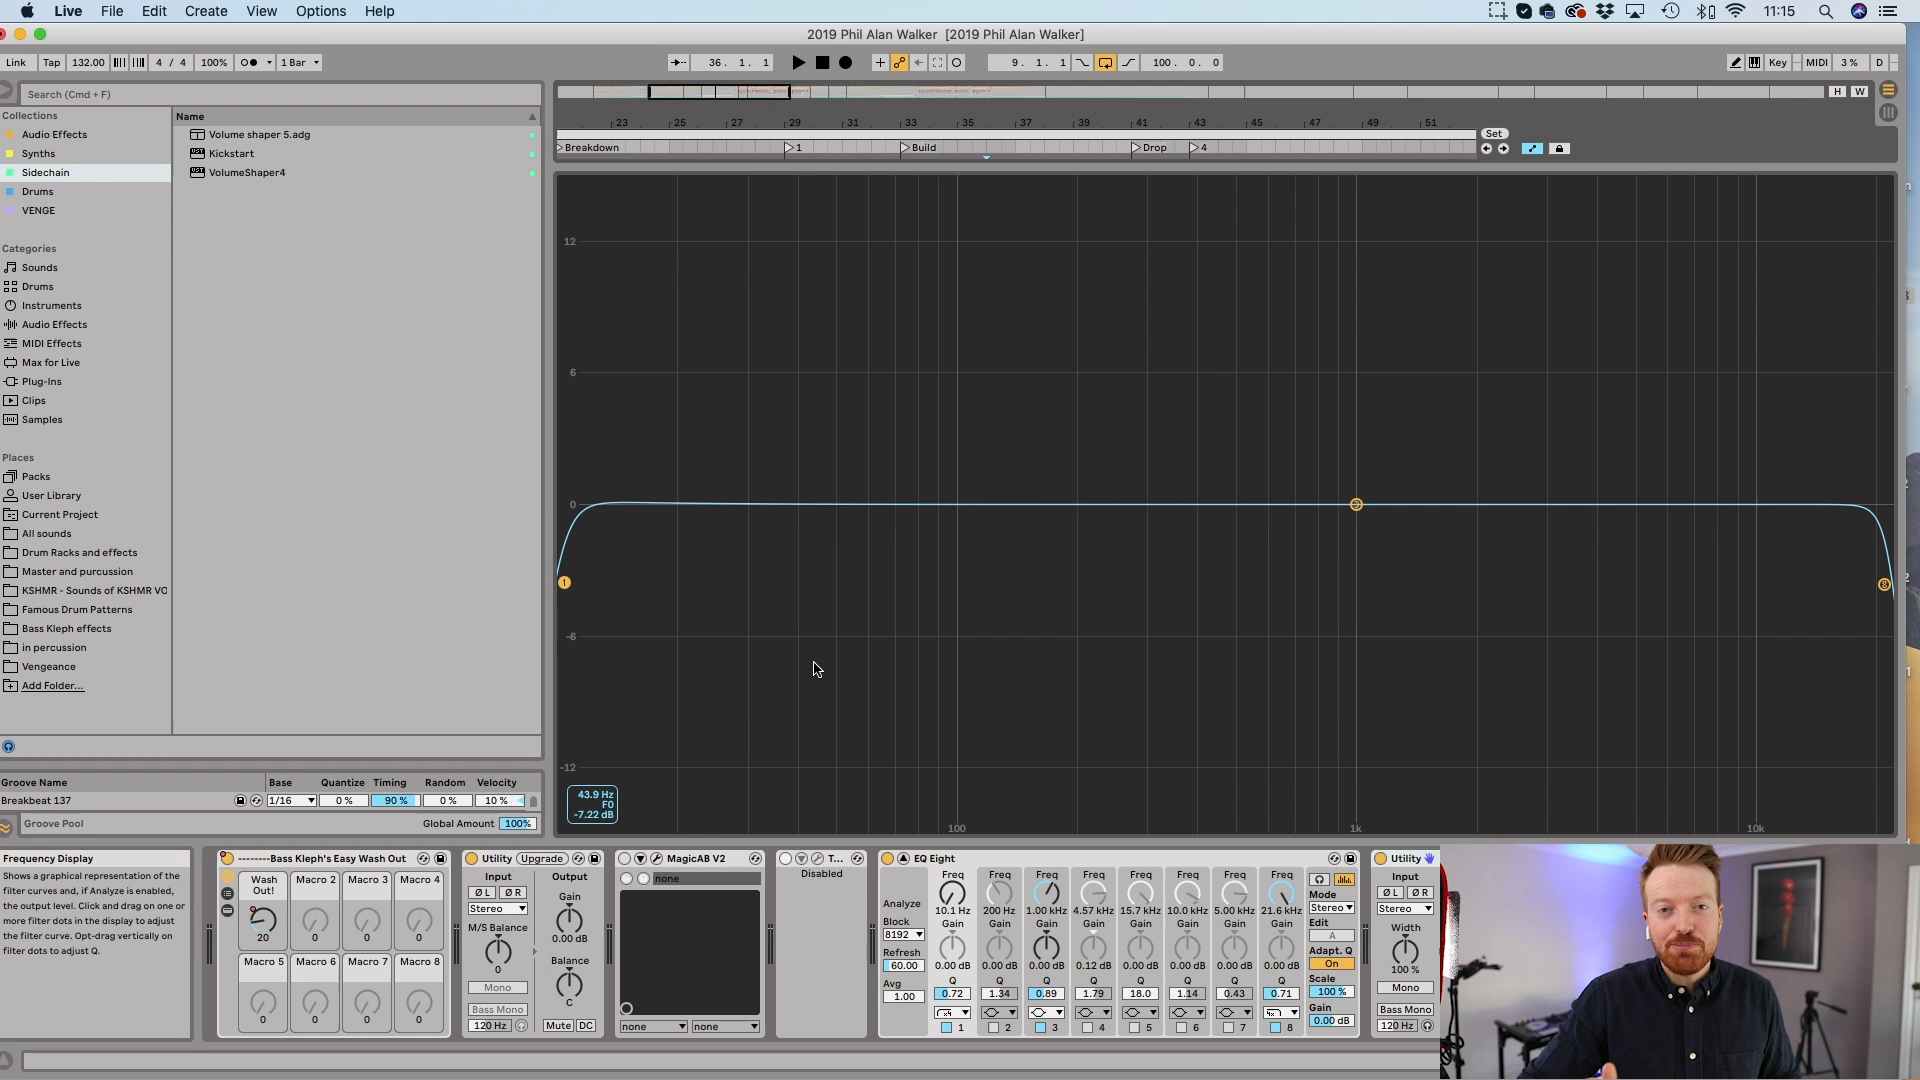 Live File Edit Create View Options Help 11:15
2019 Phil Alan Walker [2019 Phil Alan Walker]
Link Tap 132.00 4 / 4 100% 1 Bar 36. 1. 1 9. 1. 1 100. 0. 0 Key MIDI 3 % D
Search (Cmd + F)
H W
Collections
Name
Audio Effects
Synths
Sidechain
Drums
VENGE
Volume shaper 5.adg
Kickstart
VolumeShaper4
23 25 27 29 31 33 35 37 39 41 43 45 47 49 51
Set
Breakdown 1 Build Drop 4
Categories
Sounds
Drums
Instruments
Audio Effects
MIDI Effects
Max for Live
Plug-Ins
Clips
Samples
Places
Packs
User Library
Current Project
All sounds
Drum Racks and effects
Master and percussion
KSHMR - Sounds of KSHMR VO
Famous Drum Patterns
Bass Kleph effects
in percussion
Vengeance
Add Folder...
12
6
0
-6
-12
1
3
8
43.9 Hz
F0
-7.22 dB
100 1k 10k
Groove Name Base Quantize Timing Random Velocity
Breakbeat 137 1/16 0 % 90 % 0 % 10 %
Groove Pool Global Amount 100%
Frequency Display
Shows a graphical representation of the
filter curves and, if Analyze is enabled,
the output level. Click and drag on one or
more filter dots in the display to adjust
the filter curve. Opt-drag vertically on
filter dots to adjust Q.
--------Bass Kleph's Easy Wash Out
Wash
Out!
Macro 2 Macro 3 Macro 4
20 0 0 0
Macro 5 Macro 6 Macro 7 Macro 8
0 0 0 0
Utility Upgrade
Input Output
Ø L Ø R
Gain
Stereo
M/S Balance
0.00 dB
Balance
0
Mono
C
Bass Mono
120 Hz
Mute DC
MagicAB V2
none
none none
T...
Disabled
EQ Eight
Analyze
Block
8192
Refresh
60.00
Avg
1.00
Freq Freq Freq Freq Freq Freq Freq Freq
10.1 Hz 200 Hz 1.00 kHz 4.57 kHz 15.7 kHz 10.0 kHz 5.00 kHz 21.6 kHz
Gain Gain Gain Gain Gain Gain Gain Gain
0.00 dB 0.00 dB 0.00 dB 0.12 dB 0.00 dB 0.00 dB 0.00 dB 0.00 dB
Q Q Q Q Q Q Q Q
0.72 1.34 0.89 1.79 18.0 1.14 0.43 0.71
1 2 3 4 5 6 7 8
Mode
Stereo
Edit
A
Adapt. Q
On
Scale
100 %
Gain
0.00 dB
Utility
Input
Ø L Ø R
Stereo
Width
100 %
Mono
Bass Mono
120 Hz